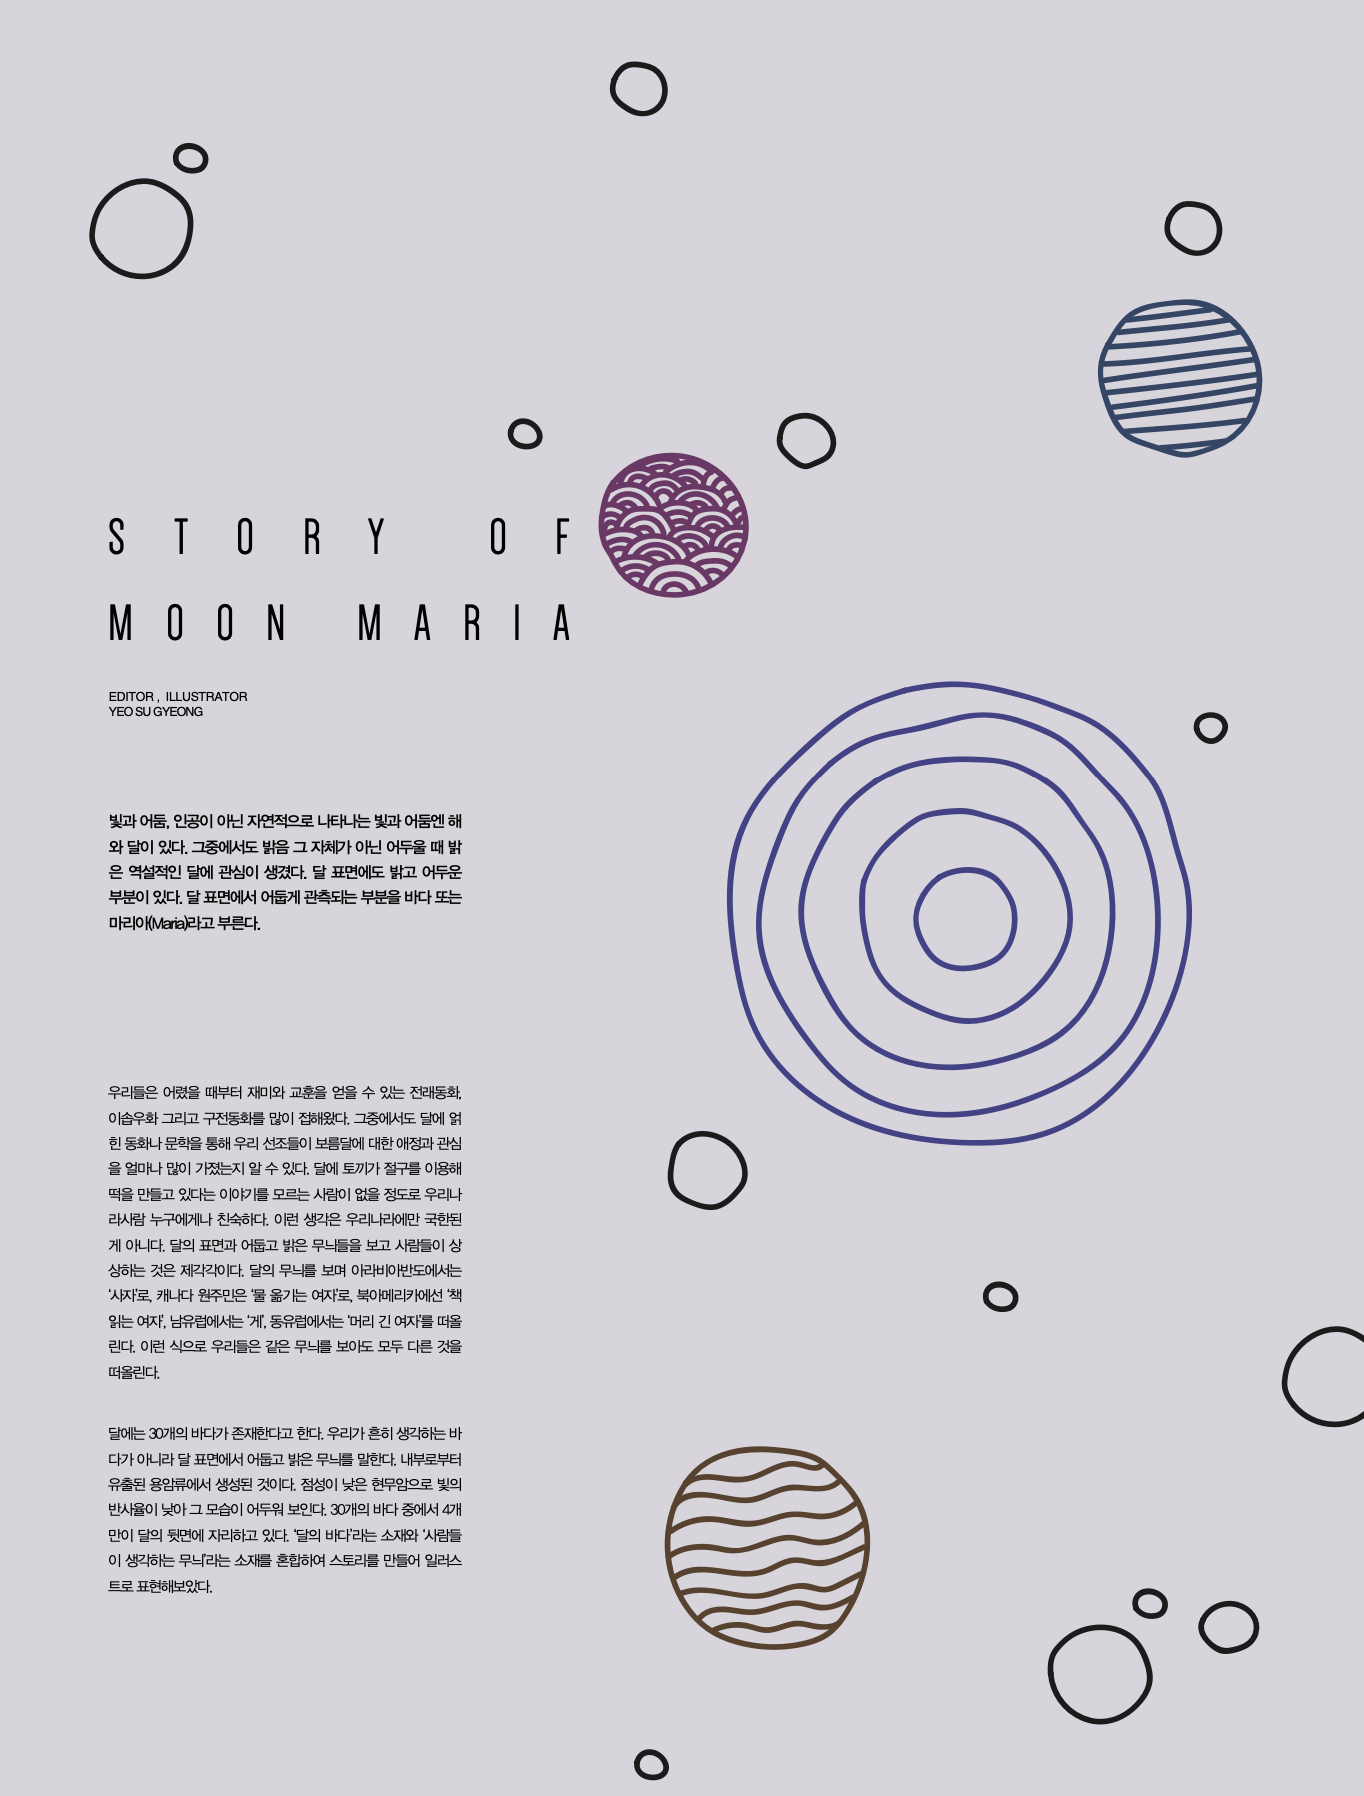 STORY OF
MOON MARIA
EDITOR , ILLUSTRATOR
YEO SU GYEONG
빛과 어둠, 인공이 아닌 자연적으로 나타나는 빛과 어둠엔 해
와 달이 있다. 그중에서도 밝음 그 자체가 아닌 어두울 때 밝
은 역설적인 달에 관심이 생겼다. 달 표면에도 밝고 어두운
부분이 있다. 달 표면에서 어둡게 관측되는 부분을 바다 또는
마리아(Maria)라고 부른다.
우리들은 어렸을 때부터 재미와 교훈을 얻을 수 있는 전래동화,
이솝우화 그리고 구전동화를 많이 접해왔다. 그중에서도 달에 얽
힌 동화나 문학을 통해 우리 선조들이 보름달에 대한 애정과 관심
을 얼마나 많이 가졌는지 알 수 있다. 달에 토끼가 절구를 이용해
떡을 만들고 있다는 이야기를 모르는 사람이 없을 정도로 우리나
라사람 누구에게나 친숙하다. 이런 생각은 우리나라에만 국한된
게 아니다. 달의 표면과 어둡고 밝은 무늬들을 보고 사람들이 상
상하는 것은 제각각이다. 달의 무늬를 보며 아라비아반도에서는
‘사자’로, 캐나다 원주민은 ‘물 옮기는 여자’로, 북아메리카에선 ‘책
읽는 여자’, 남유럽에서는 ‘게’, 동유럽에서는 ‘머리 긴 여자’를 떠올
린다. 이런 식으로 우리들은 같은 무늬를 보아도 모두 다른 것을
떠올린다.
달에는 30개의 바다가 존재한다고 한다. 우리가 흔히 생각하는 바
다가 아니라 달 표면에서 어둡고 밝은 무늬를 말한다. 내부로부터
유출된 용암류에서 생성된 것이다. 점성이 낮은 현무암으로 빛의
반사율이 낮아 그 모습이 어두워 보인다. 30개의 바다 중에서 4개
만이 달의 뒷면에 자리하고 있다. ‘달의 바다’라는 소재와 ‘사람들
이 생각하는 무늬’라는 소재를 혼합하여 스토리를 만들어 일러스
트로 표현해보았다.